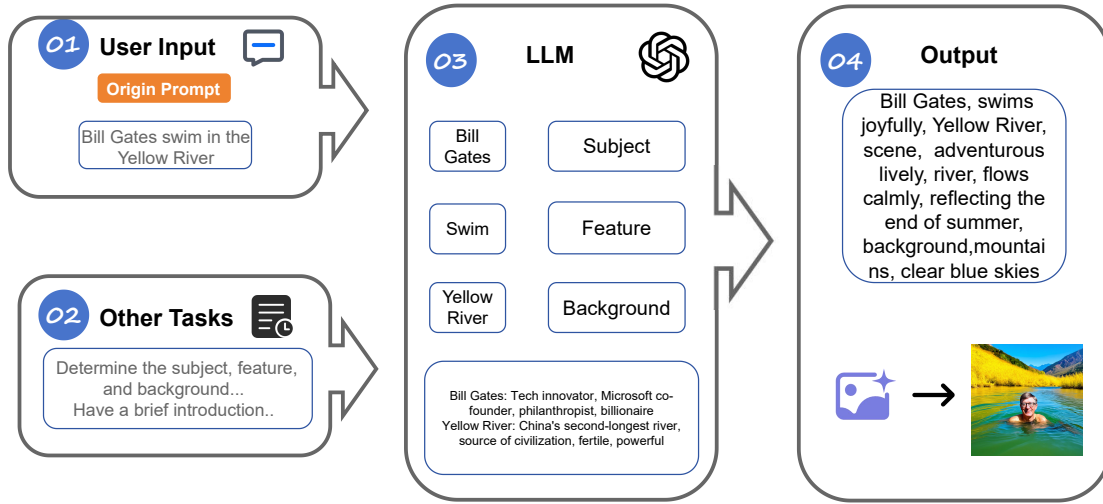 01 User Input
Origin Prompt
Bill Gates swim in the
Yellow River
02 Other Tasks
Determine the subject, feature,
and background...
Have a brief introduction..
03 LLM
Bill
Gates
Subject
Swim
Feature
Yellow
River
Background
Bill Gates: Tech innovator, Microsoft co-
founder, philanthropist, billionaire
Yellow River: China's second-longest river,
source of civilization, fertile, powerful
04 Output
Bill Gates, swims
joyfully, Yellow River,
scene, adventurous
lively, river, flows
calmly, reflecting the
end of summer,
background,mountai
ns, clear blue skies